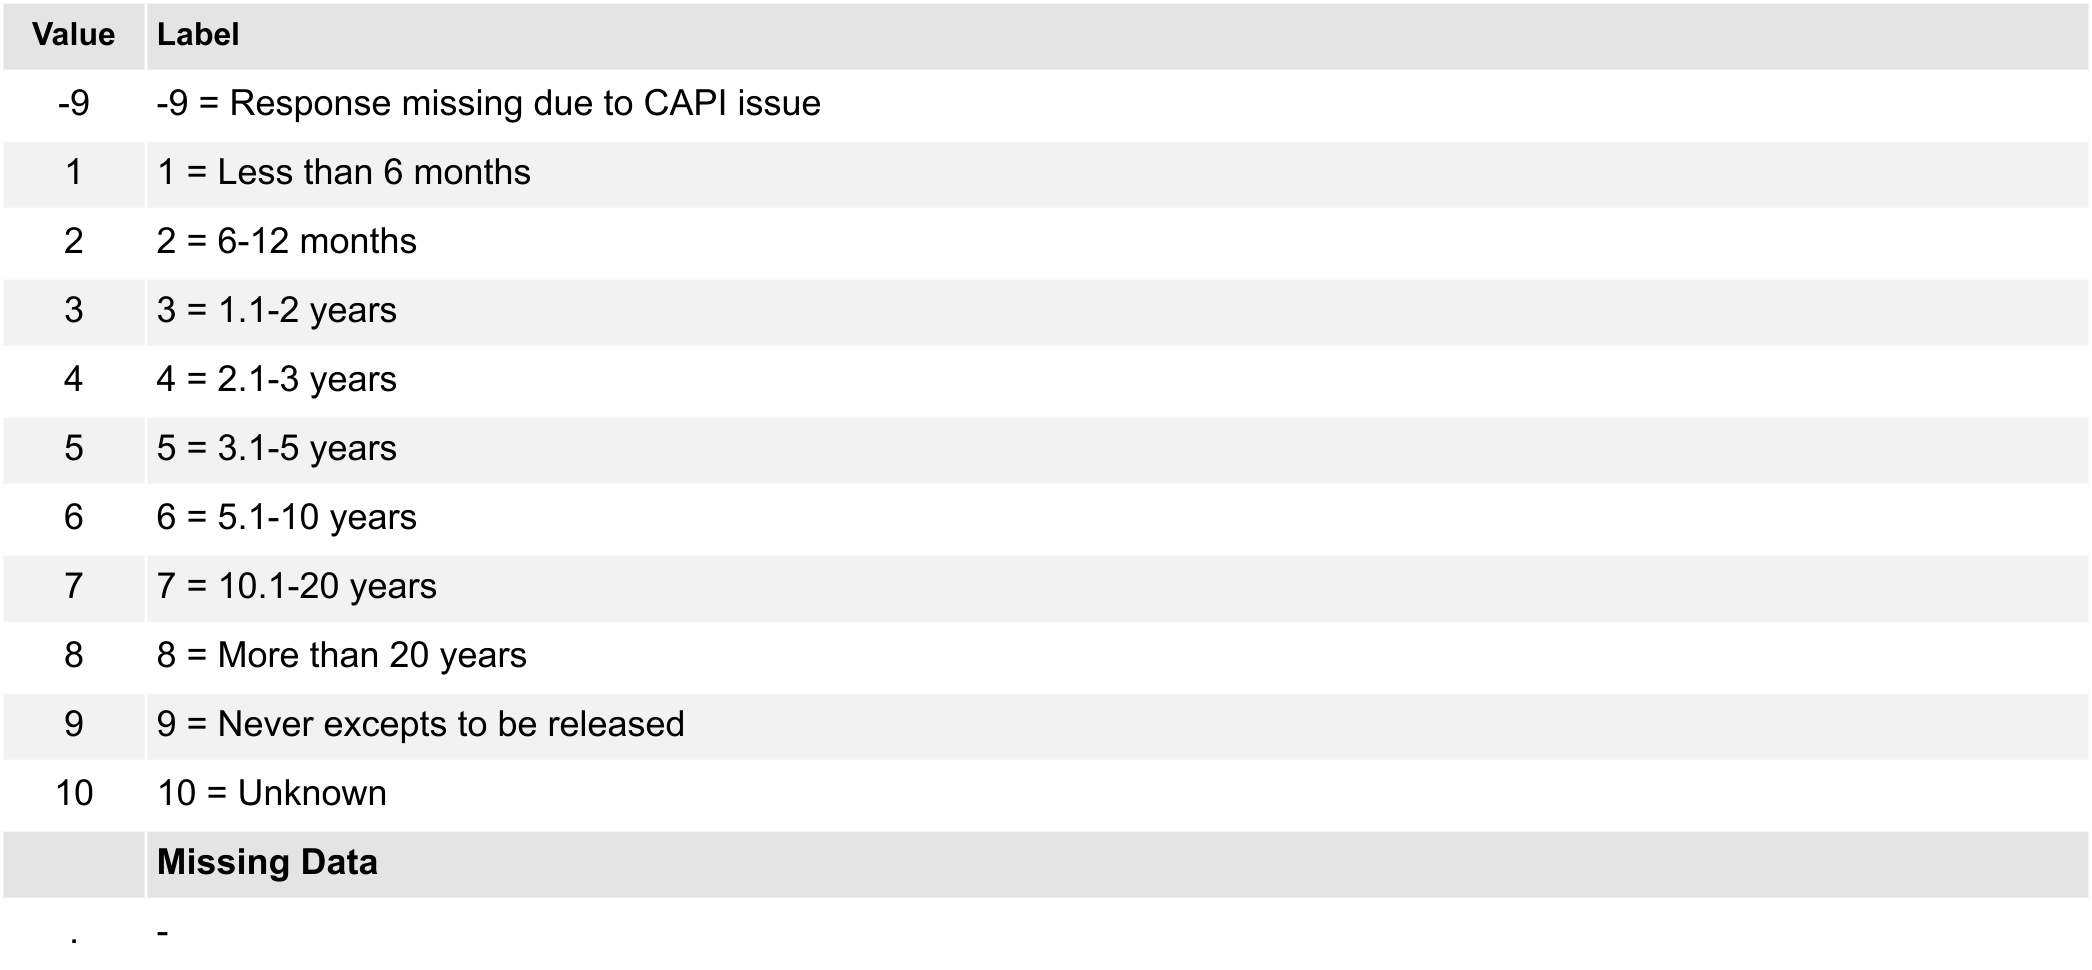 Value Label
-9 -9 = Response missing due to CAPI issue
1 1 = Less than 6 months
2 2 = 6-12 months
3 3 = 1.1-2 years
4 4 = 2.1-3 years
5 5 = 3.1-5 years
6 6 = 5.1-10 years
7 7 = 10.1-20 years
8 8 = More than 20 years
9 9 = Never excepts to be released
10 10 = Unknown
Missing Data
. -